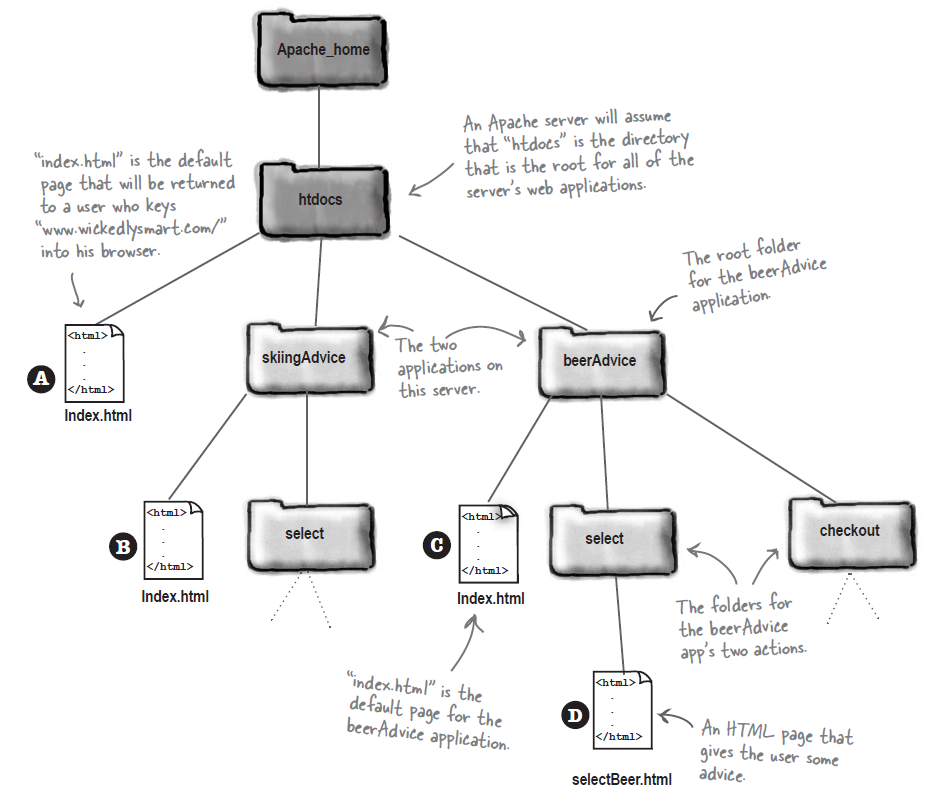 Apache_home
An Apache server will assume
that "htdocs" is the directory
that is the root for all of the
server's web applications.
"index.html" is the default
page that will be returned
to a user who keys
"www.wickedlysmart.com/"
into his browser.
htdocs
The root folder
for the beerAdvice
application.
<html>
.
.
.
</html>
A
Index.html
skiingAdvice
The two
applications on
this server.
beerAdvice
<html>
.
.
.
</html>
B
Index.html
select
<html>
.
.
.
</html>
C
Index.html
select
checkout
The folders for
the beerAdvice
app's two actions.
"index.html" is the
default page for the
beerAdvice application.
<html>
.
.
.
</html>
D
selectBeer.html
An HTML page that
gives the user some
advice.